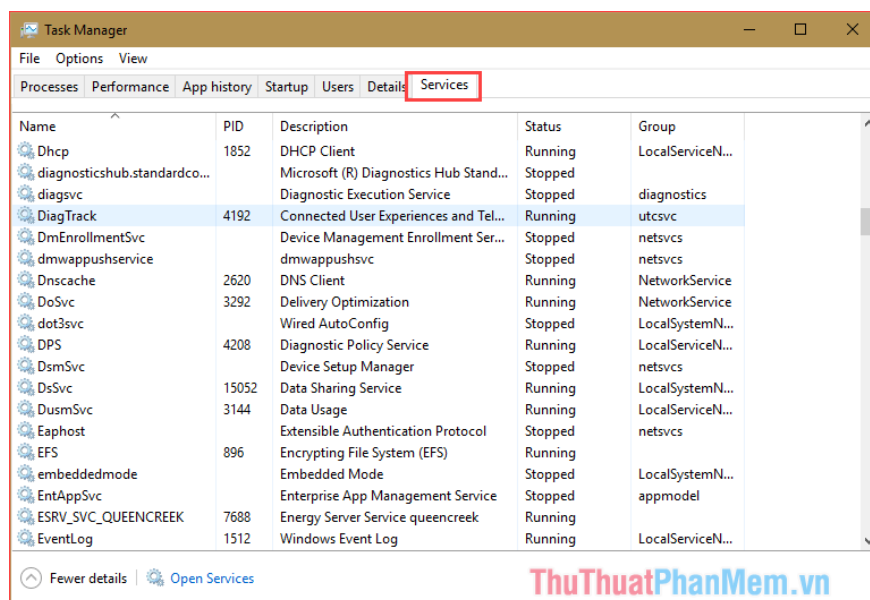 Task Manager
File Options View
Processes Performance App history Startup Users Details Services
Name PID Description Status Group
Dhcp 1852 DHCP Client Running LocalServiceN...
diagnosticshub.standardco... Microsoft (R) Diagnostics Hub Stand... Stopped
diagsvc Diagnostic Execution Service Stopped diagnostics
DiagTrack 4192 Connected User Experiences and Tel... Running utcsvc
DmEnrollmentSvc Device Management Enrollment Ser... Stopped netsvcs
dmwappushservice dmwappushsvc Stopped netsvcs
Dnscache 2620 DNS Client Running NetworkService
DoSvc 3292 Delivery Optimization Running NetworkService
dot3svc Wired AutoConfig Stopped LocalSystemN...
DPS 4208 Diagnostic Policy Service Running LocalServiceN...
DsmSvc Device Setup Manager Stopped netsvcs
DsSvc 15052 Data Sharing Service Running LocalSystemN...
DusmSvc 3144 Data Usage Running LocalServiceN...
Eaphost Extensible Authentication Protocol Stopped netsvcs
EFS 896 Encrypting File System (EFS) Running
embeddedmode Embedded Mode Stopped LocalSystemN...
EntAppSvc Enterprise App Management Service Stopped appmodel
ESRV_SVC_QUEENCREEK 7688 Energy Server Service queencreek Running
EventLog 1512 Windows Event Log Running LocalServiceN...
Fewer details Open Services
ThuThuatPhanMem.vn